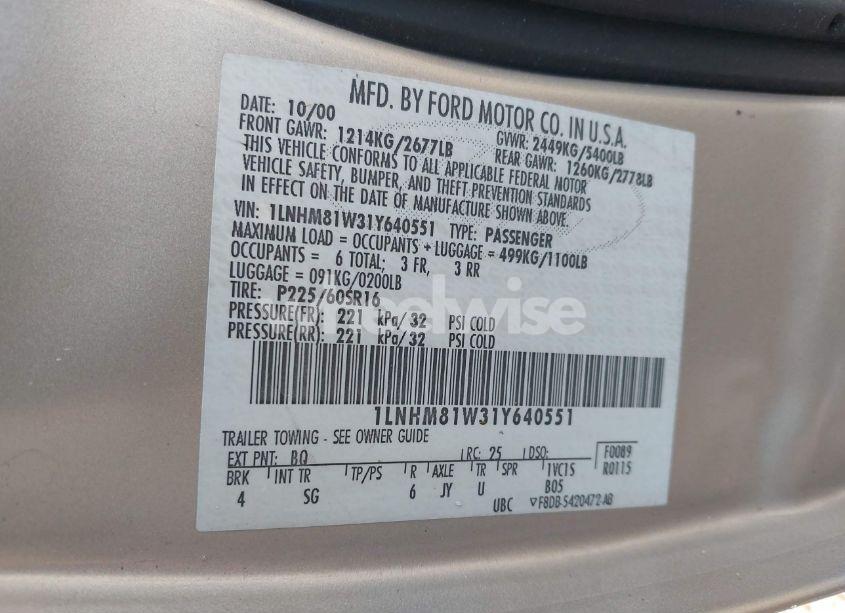 MFD. BY FORD MOTOR CO. IN U.S.A.
DATE: 10/00 GVWR: 2449KG/5400LB
FRONT GAWR: 1214KG/2677LB REAR GAWR: 1260KG/2778LB
THIS VEHICLE CONFORMS TO ALL APPLICABLE FEDERAL MOTOR
VEHICLE SAFETY, BUMPER, AND THEFT PREVENTION STANDARDS
IN EFFECT ON THE DATE OF MANUFACTURE SHOWN ABOVE.
VIN: 1LNHM81W31Y640551 TYPE: PASSENGER
MAXIMUM LOAD = OCCUPANTS + LUGGAGE = 499KG/1100LB
OCCUPANTS = 6 TOTAL; 3 FR, 3 RR
LUGGAGE = 091KG/0200LB
TIRE: P225/60SR16
PRESSURE(FR): 221 kPa/32 PSI COLD
PRESSURE(RR): 221 kPa/32 PSI COLD
1LNHM81W31Y640551
TRAILER TOWING - SEE OWNER GUIDE
EXT PNT: BQ RC: 25 DSO: F0089
BRK INT TR TP/PS R AXLE TR SPR 1VC1S R0115
4 SG 6 JY U B05
UBC ▽F8DB-5420472-AB